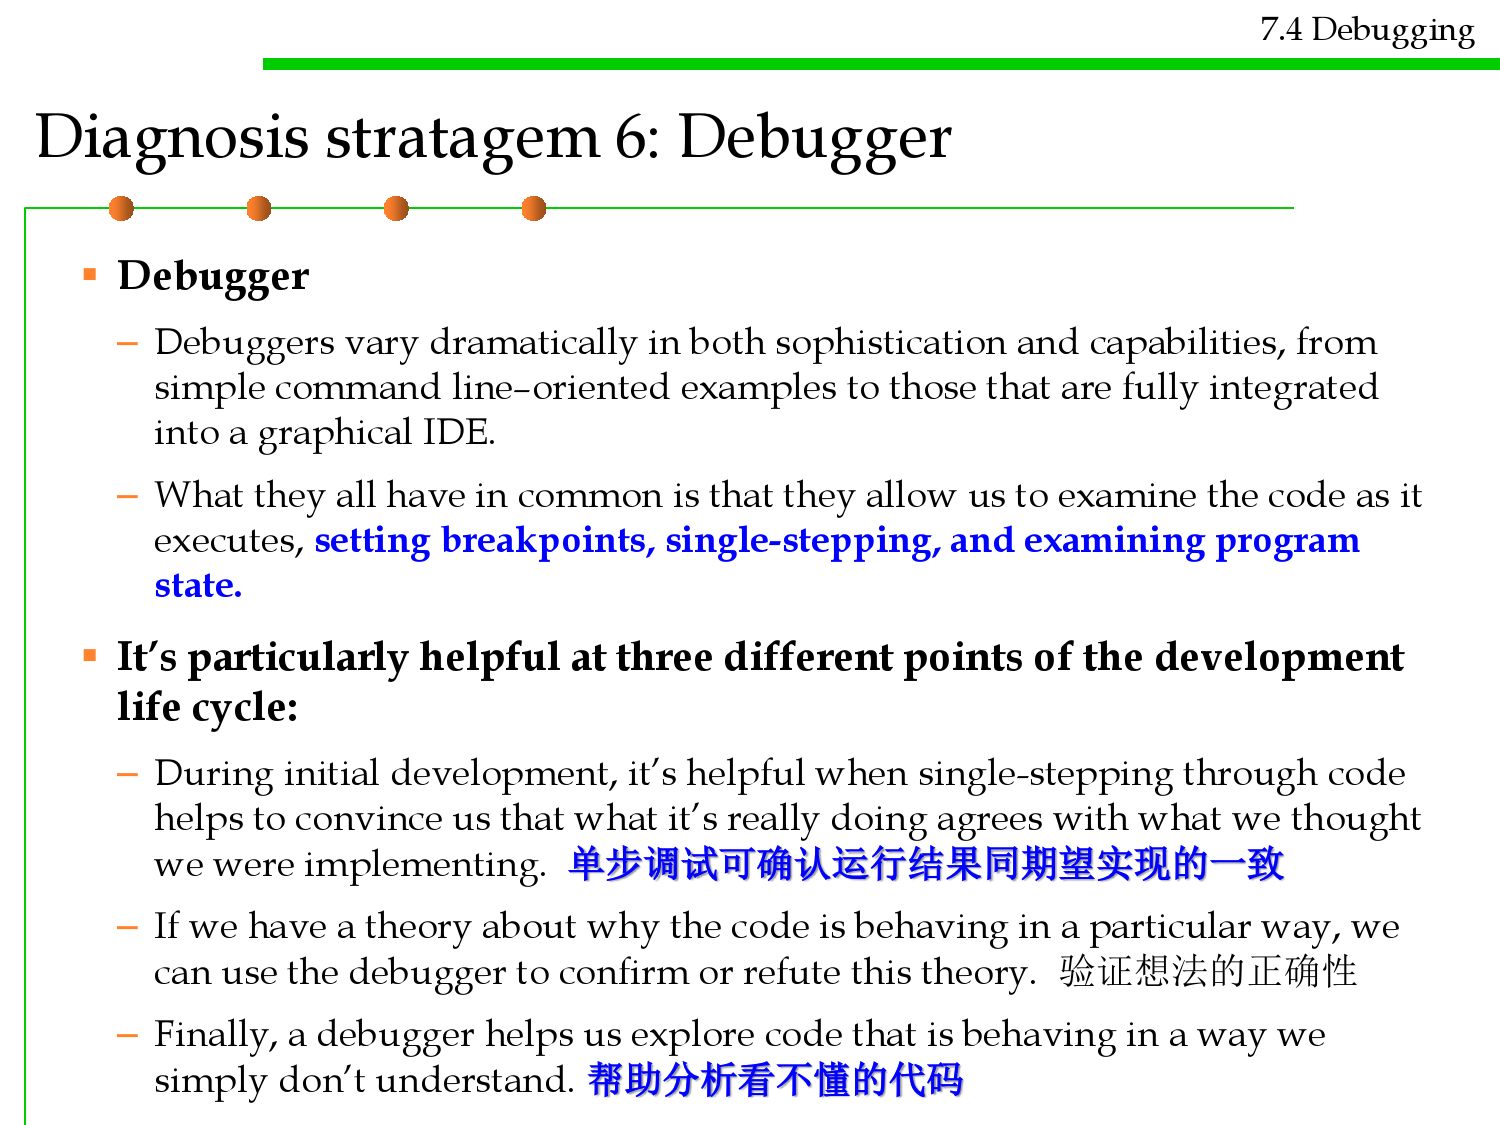 7.4 Debugging
Diagnosis stratagem 6: Debugger
▪ Debugger
– Debuggers vary dramatically in both sophistication and capabilities, from
simple command line–oriented examples to those that are fully integrated
into a graphical IDE.
– What they all have in common is that they allow us to examine the code as it
executes, setting breakpoints, single-stepping, and examining program
state.
▪ It’s particularly helpful at three different points of the development
life cycle:
– During initial development, it’s helpful when single-stepping through code
helps to convince us that what it’s really doing agrees with what we thought
we were implementing. 单步调试可确认运行结果同期望实现的一致
– If we have a theory about why the code is behaving in a particular way, we
can use the debugger to confirm or refute this theory. 验证想法的正确性
– Finally, a debugger helps us explore code that is behaving in a way we
simply don’t understand. 帮助分析看不懂的代码